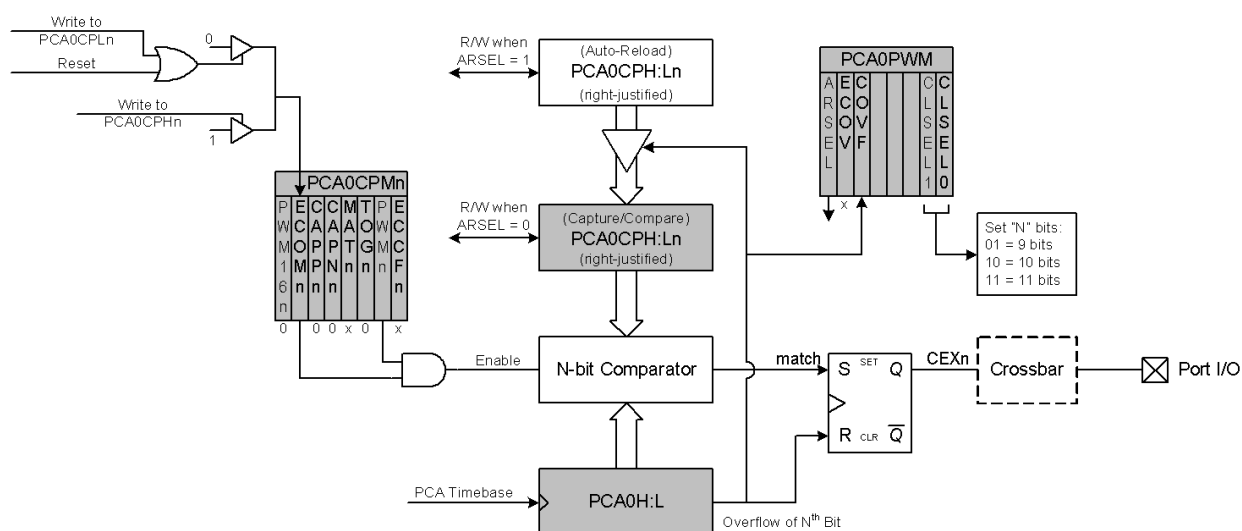 Write to
PCA0CPLn
Reset
0
Write to
PCA0CPHn
1
R/W when
ARSEL = 1
(Auto-Reload)
PCA0CPH:Ln
(right-justified)
PCA0PWM
ARSEL
ECOV
COVF
CLSEL1
CLSEL0
x
PCA0CPMn
PWM16n
ECOMn
CAPPn
CAPNn
MATn
TOGn
PWMn
ECCFn
0
0
0
x
0
x
R/W when
ARSEL = 0
(Capture/Compare)
PCA0CPH:Ln
(right-justified)
Set "N" bits:
01 = 9 bits
10 = 10 bits
11 = 11 bits
Enable
N-bit Comparator
match
S SET Q
R CLR Q
CEXn
Crossbar
Port I/O
PCA Timebase
PCA0H:L
Overflow of Nth Bit